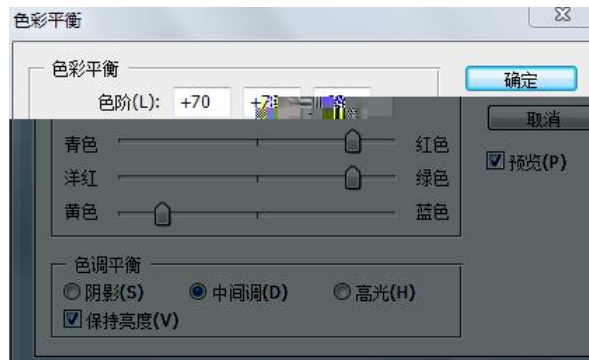 色彩平衡
色彩平衡
色阶(L): +70
确定
取消
青色 红色
预览(P)
洋红 绿色
黄色 蓝色
色调平衡
阴影(S) 中间调(D) 高光(H)
保持亮度(V)